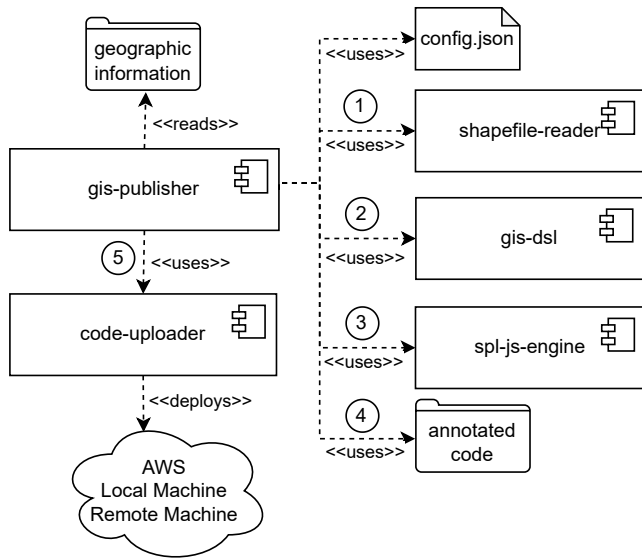 geographic
information
<<reads>>
gis-publisher
5
<<uses>>
code-uploader
<<deploys>>
AWS
Local Machine
Remote Machine
config.json
<<uses>>
1
<<uses>>
shapefile-reader
2
<<uses>>
gis-dsl
3
<<uses>>
spl-js-engine
4
<<uses>>
annotated
code